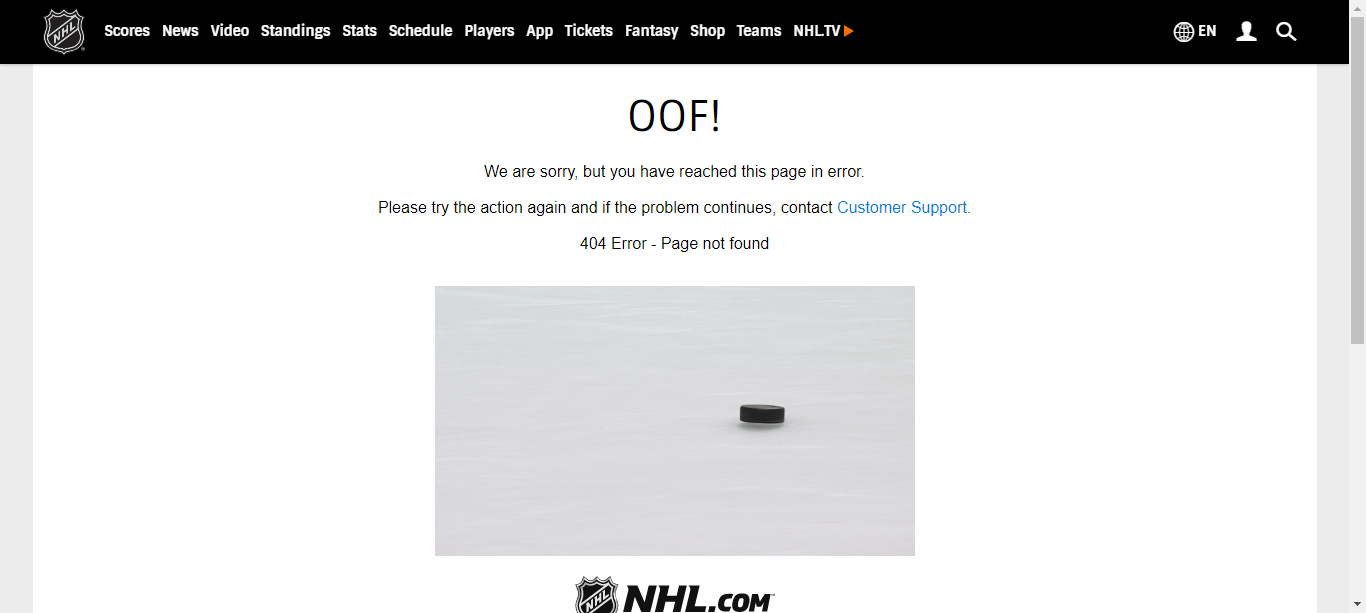 NHL Scores News Video Standings Stats Schedule Players App Tickets Fantasy Shop Teams NHL.TV EN
OOF!
We are sorry, but you have reached this page in error.
Please try the action again and if the problem continues, contact Customer Support.
404 Error - Page not found
NHL NHL.COM